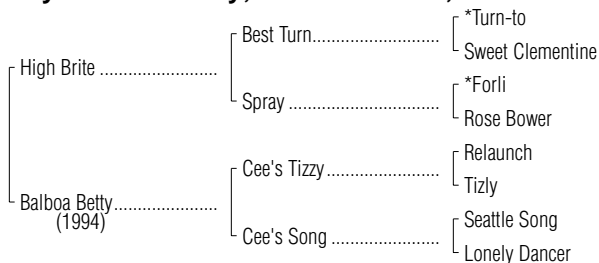 Best Turn
*Turn-to
Sweet Clementine
High Brite
Spray
*Forli
Rose Bower
Cee's Tizzy
Relaunch
Tizly
Balboa Betty
(1994)
Cee's Song
Seattle Song
Lonely Dancer